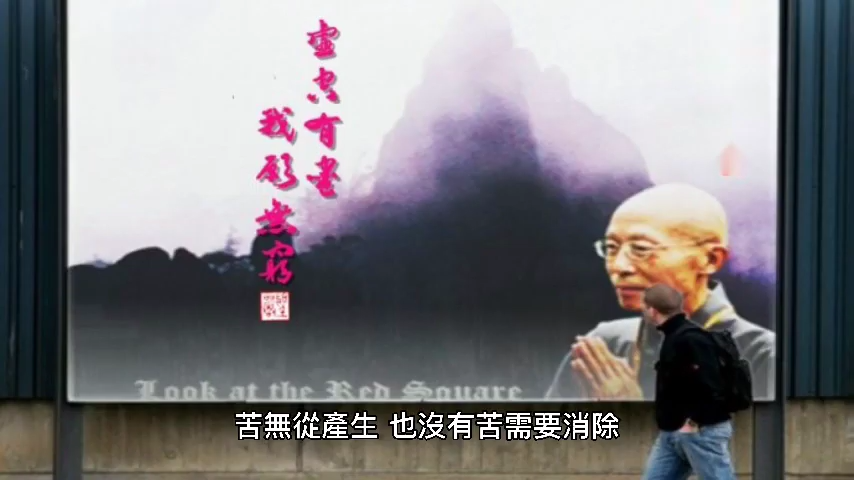 虛空有盡
我願無窮
Look at the Red Square
苦無從產生 也沒有苦需要消除